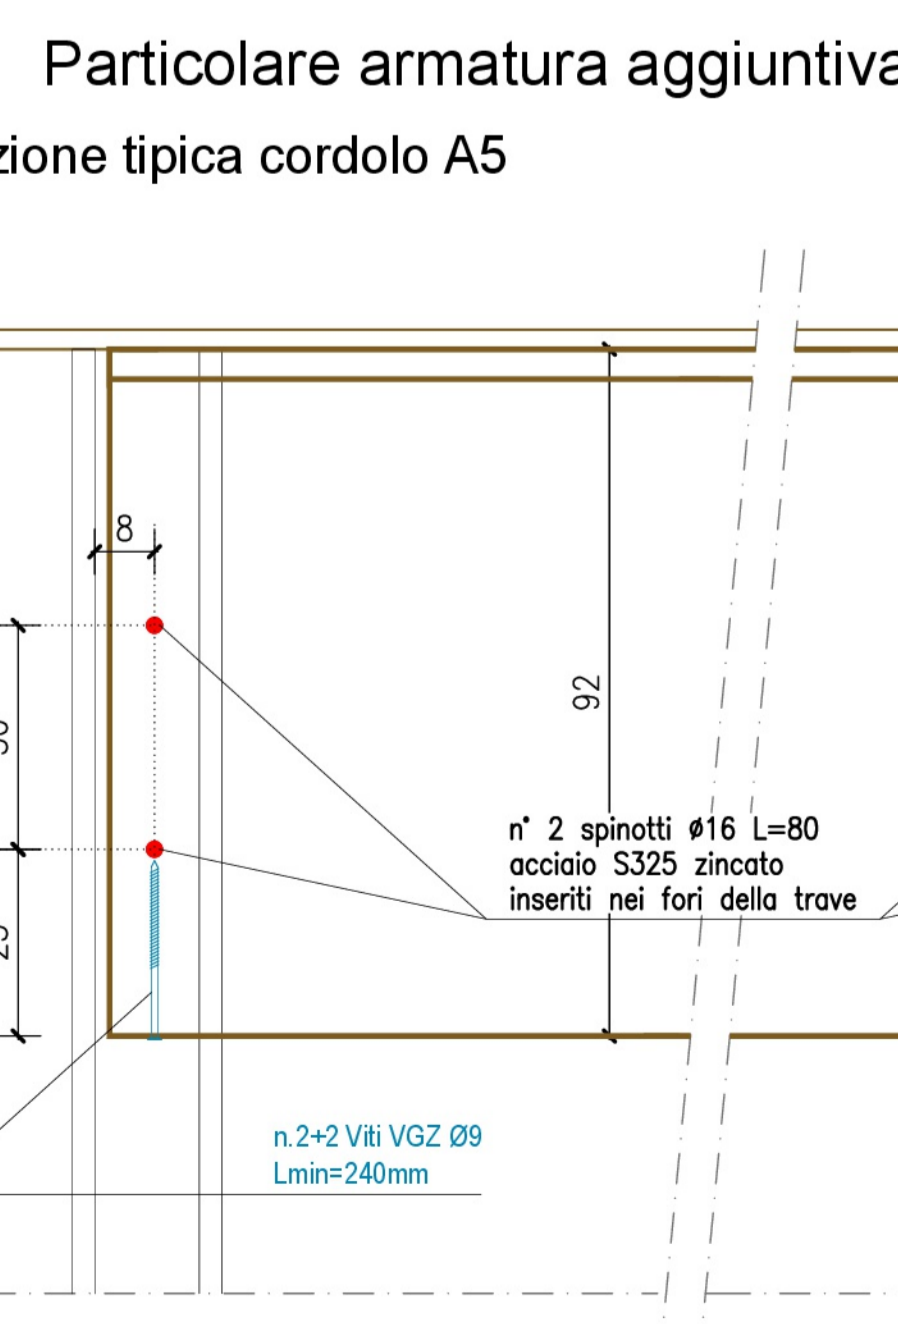 Particolare armatura aggiuntiva
zione tipica cordolo A5
8
92
n° 2 spinotti ø16 L=80
acciaio S325 zincato
inseriti nei fori della trave
n.2+2 Viti VGZ Ø9
Lmin=240mm